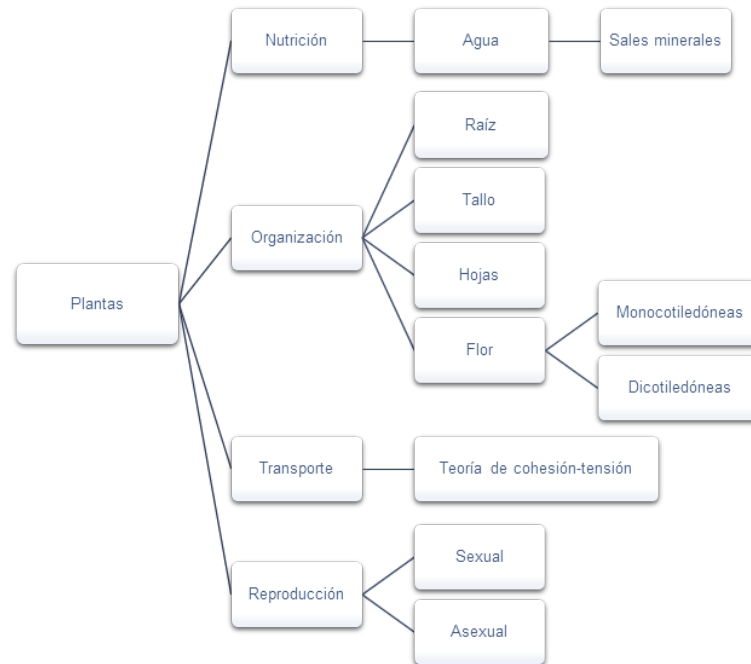 Plantas
Nutrición
Agua
Sales minerales
Organización
Raíz
Tallo
Hojas
Flor
Monocotiledóneas
Dicotiledóneas
Transporte
Teoría de cohesión-tensión
Reproducción
Sexual
Asexual